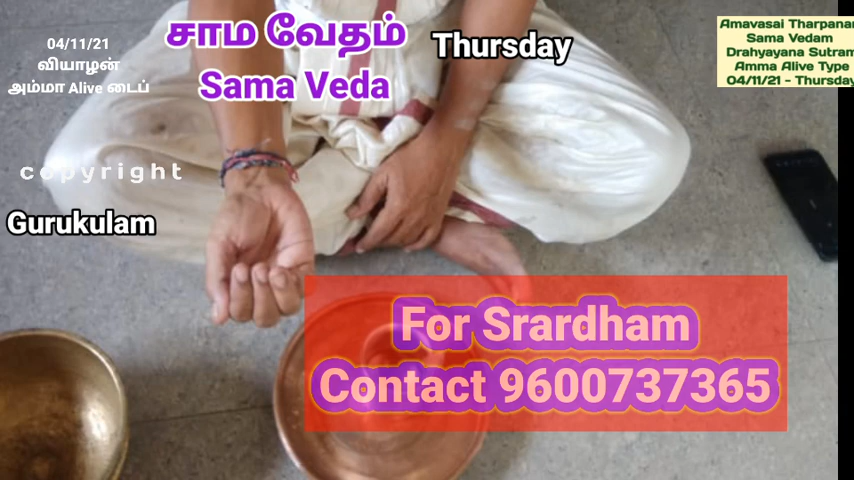 04/11/21
வியாழன்
அம்மா Alive டைப்
சாம வேதம்
Sama Veda
Thursday
Amavasai Tharpanam
Sama Vedam
Drahyayana Sutram
Amma Alive Type
04/11/21 - Thursday
copyright
Gurukulam
For Srardham
Contact 9600737365